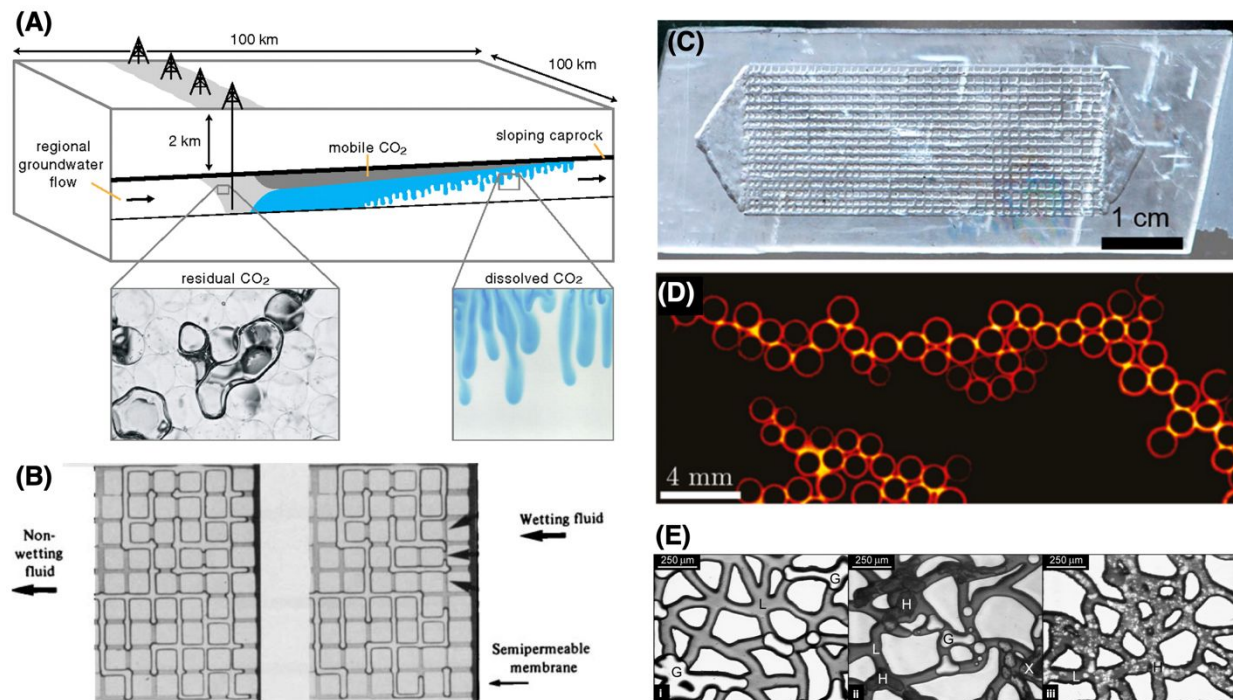 (A)
100 km
100 km
2 km
sloping caprock
regional
groundwater
flow
mobile CO₂
residual CO₂
dissolved CO₂
(B)
Non-
wetting
fluid
Wetting fluid
Semipermeable
membrane
(C)
1 cm
(D)
4 mm
(E)
250 μm
G
L
G
i
250 μm
H
G
L
H
X
ii
250 μm
L
H
iii